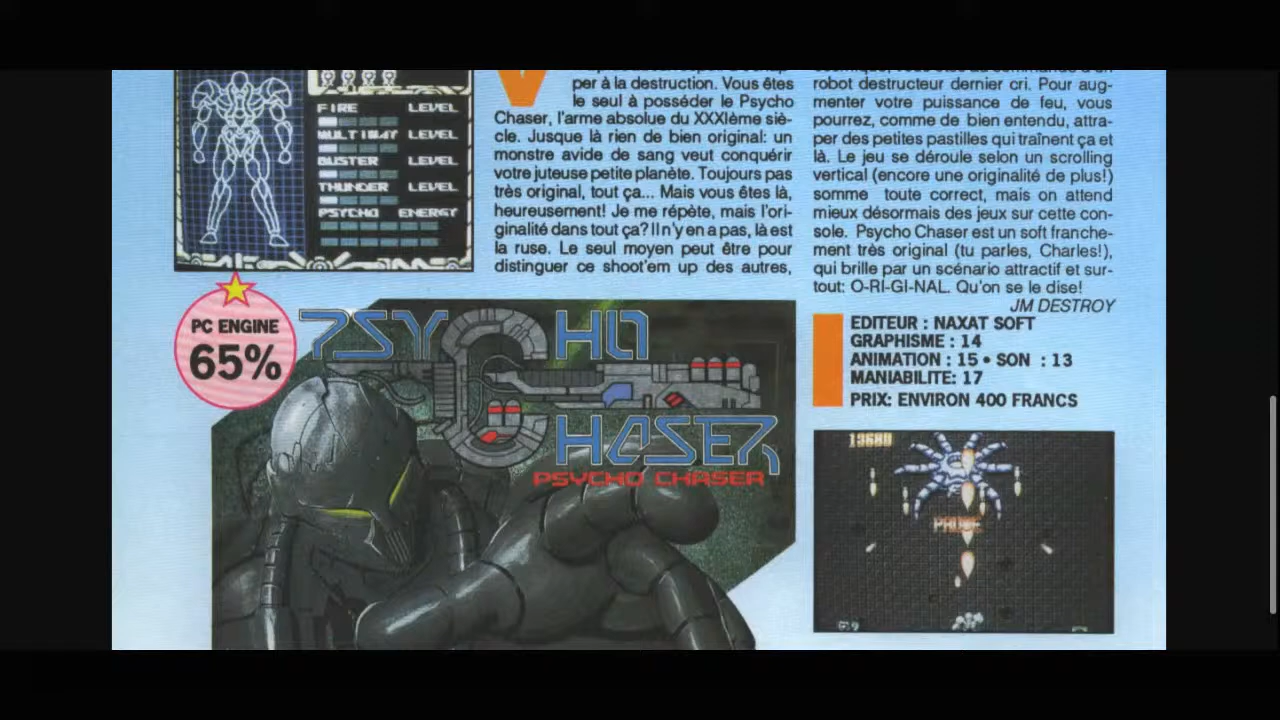 FIRE LEVEL
MULTIWAY LEVEL
BUSTER LEVEL
THUNDER LEVEL
PSYCHO ENERGY
V
per à la destruction. Vous êtes
le seul à posséder le Psycho
Chaser, l'arme absolue du XXXIème siè-
cle. Jusque là rien de bien original: un
monstre avide de sang veut conquérir
votre juteuse petite planète. Toujours pas
très original, tout ça... Mais vous êtes là,
heureusement! Je me répète, mais l'ori-
ginalité dans tout ça? Il n'y en a pas, là est
la ruse. Le seul moyen peut être pour
distinguer ce shoot'em up des autres,
robot destructeur dernier cri. Pour aug-
menter votre puissance de feu, vous
pourrez, comme de bien entendu, attra-
per des petites pastilles qui traînent ça et
là. Le jeu se déroule selon un scrolling
vertical (encore une originalité de plus!)
somme toute correct, mais on attend
mieux désormais des jeux sur cette con-
sole. Psycho Chaser est un soft franche-
ment très original (tu parles, Charles!),
qui brille par un scénario attractif et sur-
tout: O-RI-GI-NAL. Qu'on se le dise!
JM DESTROY
PC ENGINE
65%
PSYCHO
CHASER
PSYCHO CHASER
EDITEUR : NAXAT SOFT
GRAPHISME : 14
ANIMATION : 15 • SON : 13
MANIABILITE: 17
PRIX: ENVIRON 400 FRANCS
13680
PAUSE